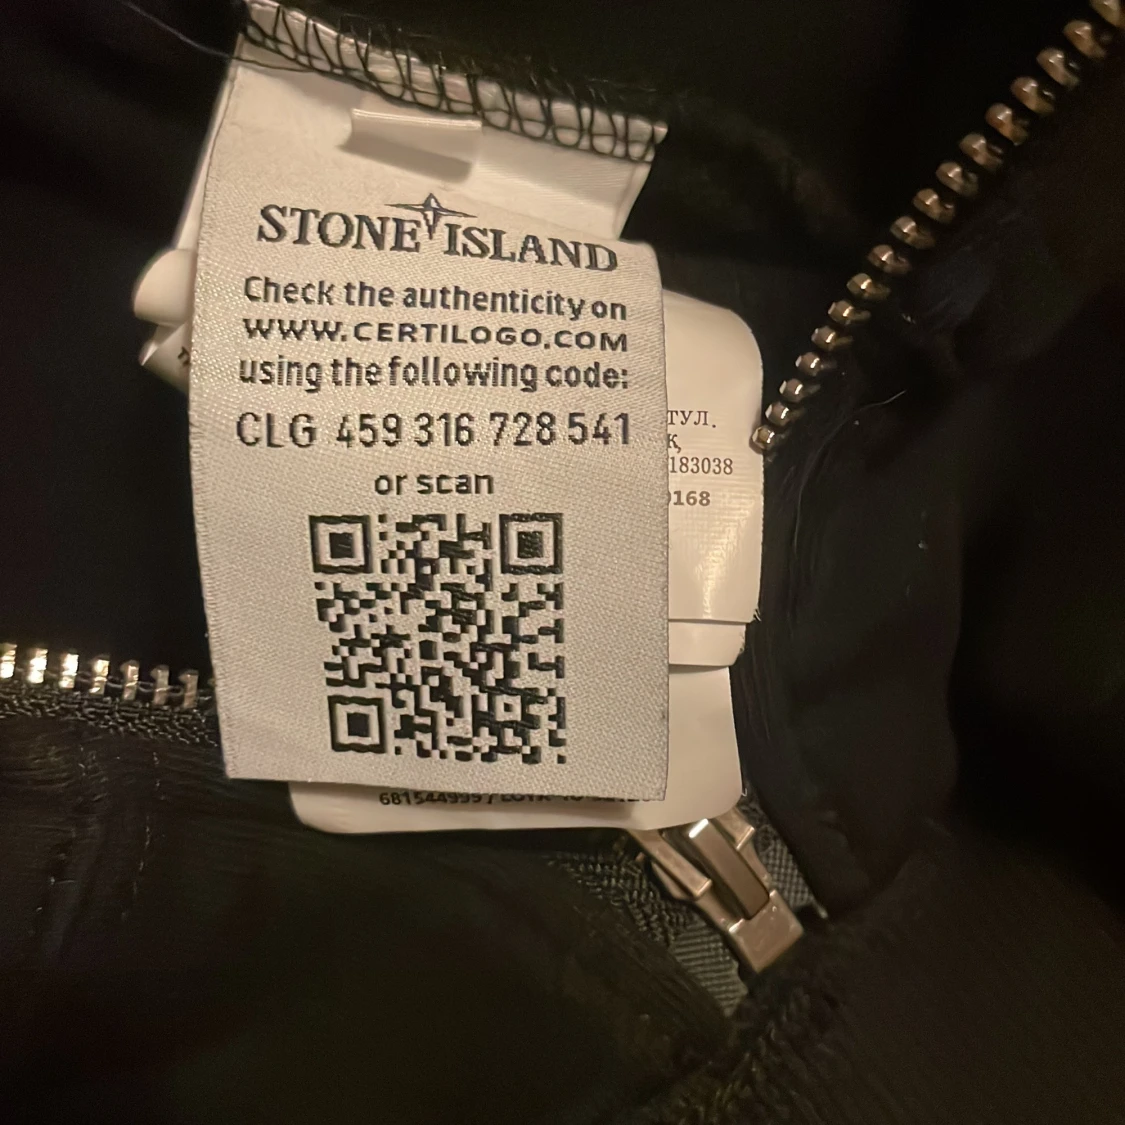 STONE ISLAND
Check the authenticity on
WWW.CERTILOGO.COM
using the following code:
CLG 459 316 728 541
or scan
ТУЛ.
Қ
183038
0168